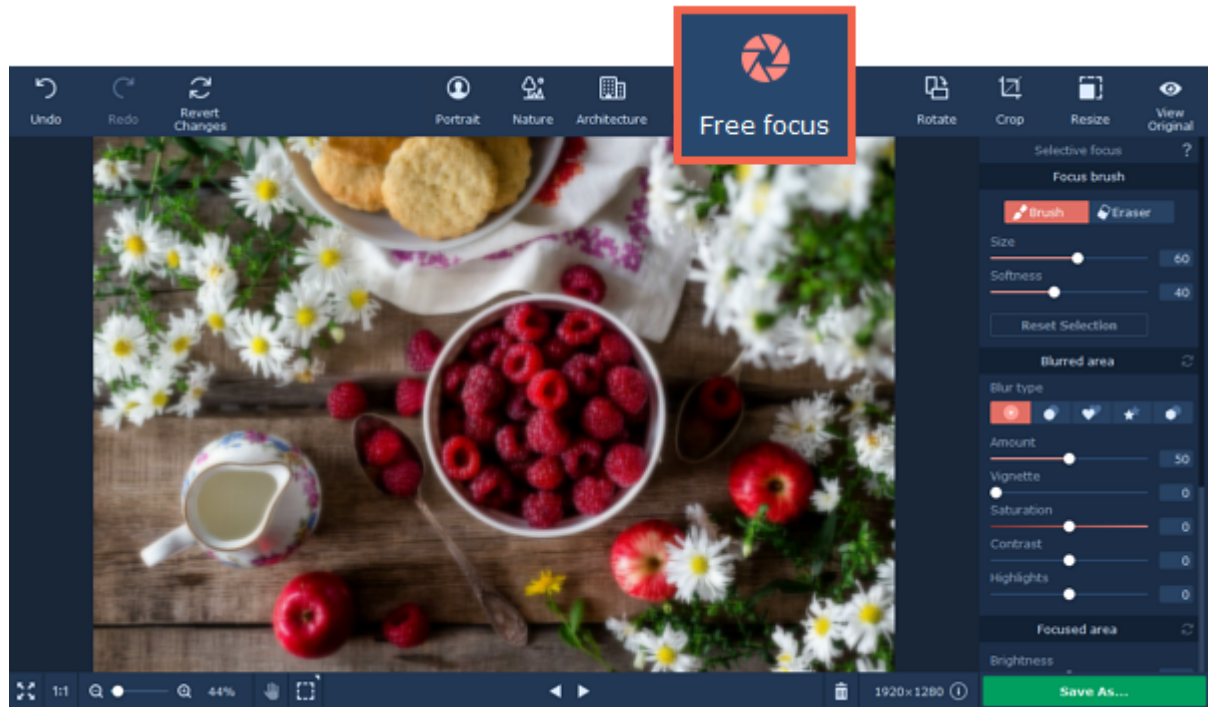 Free focus
Undo
Redo
Revert
Changes
Portrait
Nature
Architecture
Rotate
Crop
Resize
View
Original
Selective focus ?
Focus brush
Brush
Eraser
Size
60
Softness
40
Reset Selection
Blurred area
Blur type
Amount
50
Vignette
0
Saturation
0
Contrast
0
Highlights
0
Focused area
Brightness
1:1
44%
1920×1280
Save As...